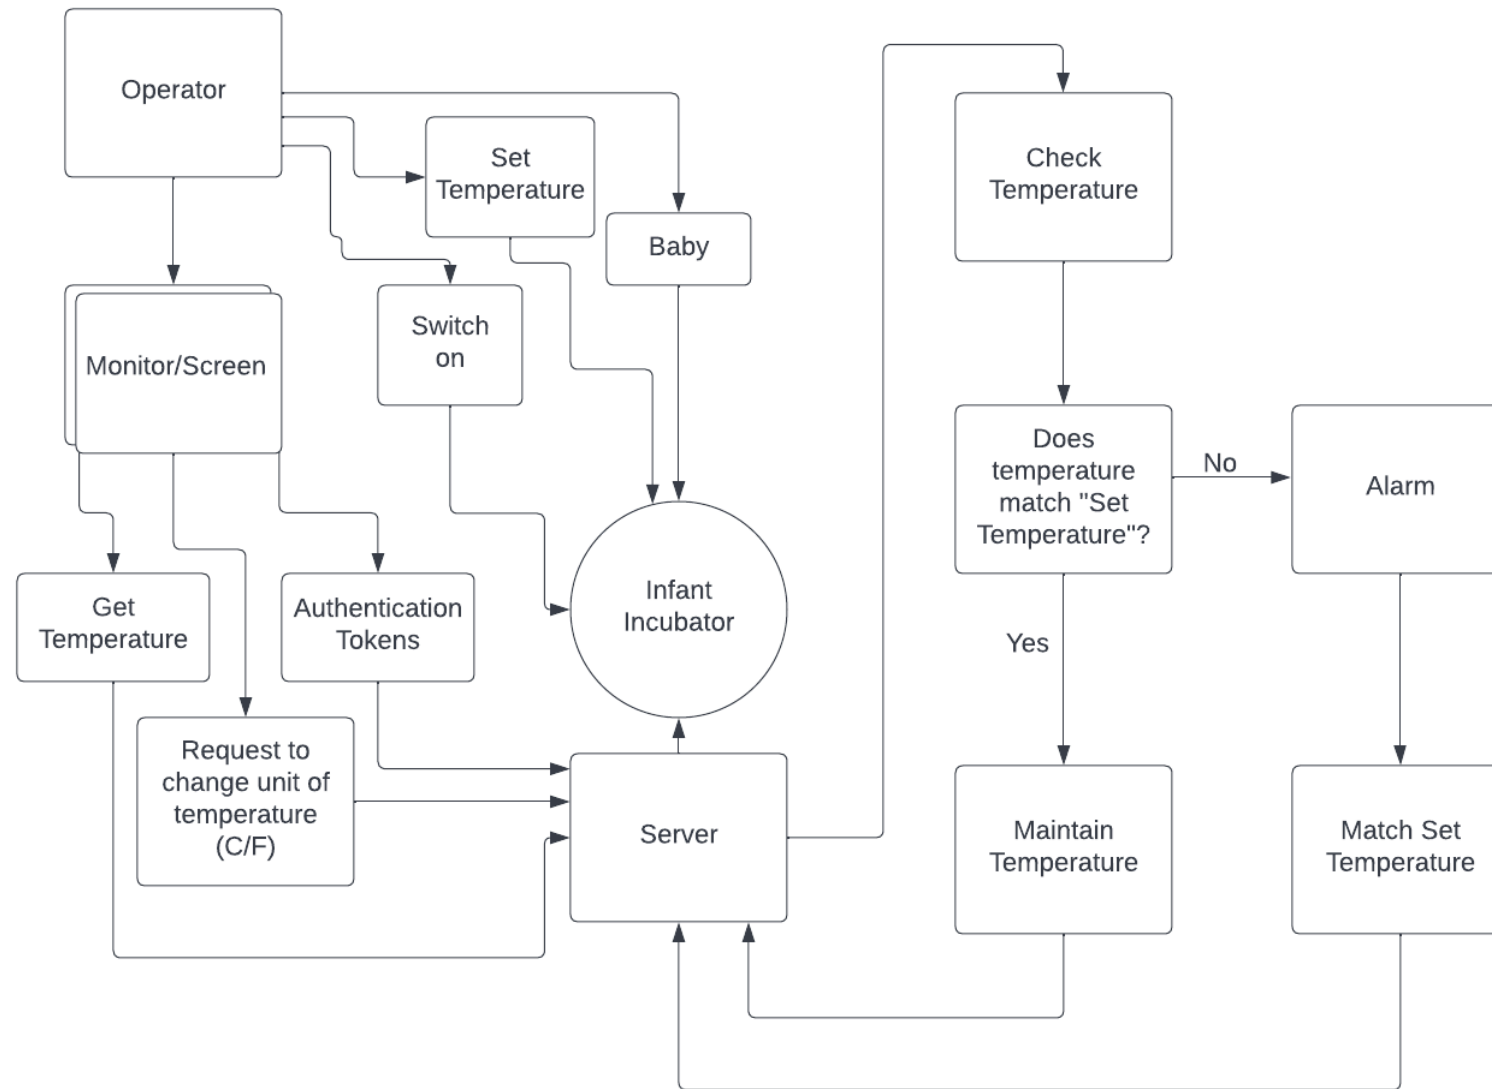 Operator
Set
Temperature
Baby
Check
Temperature
Monitor/Screen
Switch
on
Does
temperature
match "Set
Temperature"?
No
Alarm
Get
Temperature
Authentication
Tokens
Infant
Incubator
Yes
Request to
change unit of
temperature
(C/F)
Server
Maintain
Temperature
Match Set
Temperature